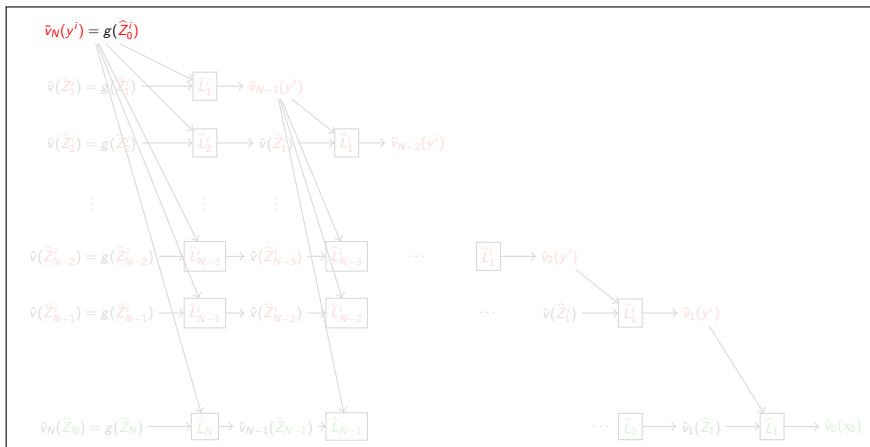 ṽ_N(y^i) = g(Ẑ_0^i)
v̂(Ẑ_1^i) = g(Ẑ_1^i) L̂_1^i ṽ_{N−1}(y^i)
v̂(Ẑ_2^i) = g(Ẑ_2^i) L̂_2^i v̂(Ẑ_1^i) L̂_1^i ṽ_{N−2}(y^i)
⋮ ⋮ ⋮
v̂(Ẑ_{N−2}^i) = g(Ẑ_{N−2}^i) L̂_{N−2}^i v̂(Ẑ_{N−3}^i) L̂_{N−3}^i ⋯ L̂_1^i ṽ_2(y^i)
v̂(Ẑ_{N−1}^i) = g(Ẑ_{N−1}^i) L̂_{N−1}^i v̂(Ẑ_{N−2}^i) L̂_{N−2}^i ⋯ v̂(Ẑ_1^i) L̂_1^i ṽ_1(y^i)
v̂_N(Ẑ_N) = g(Ẑ_N) L̂_N v̂_{N−1}(Ẑ_{N−1}) L̂_{N−1} ⋯ L̂_2 v̂_1(Ẑ_1) L̂_1 v̂_0(x_0)